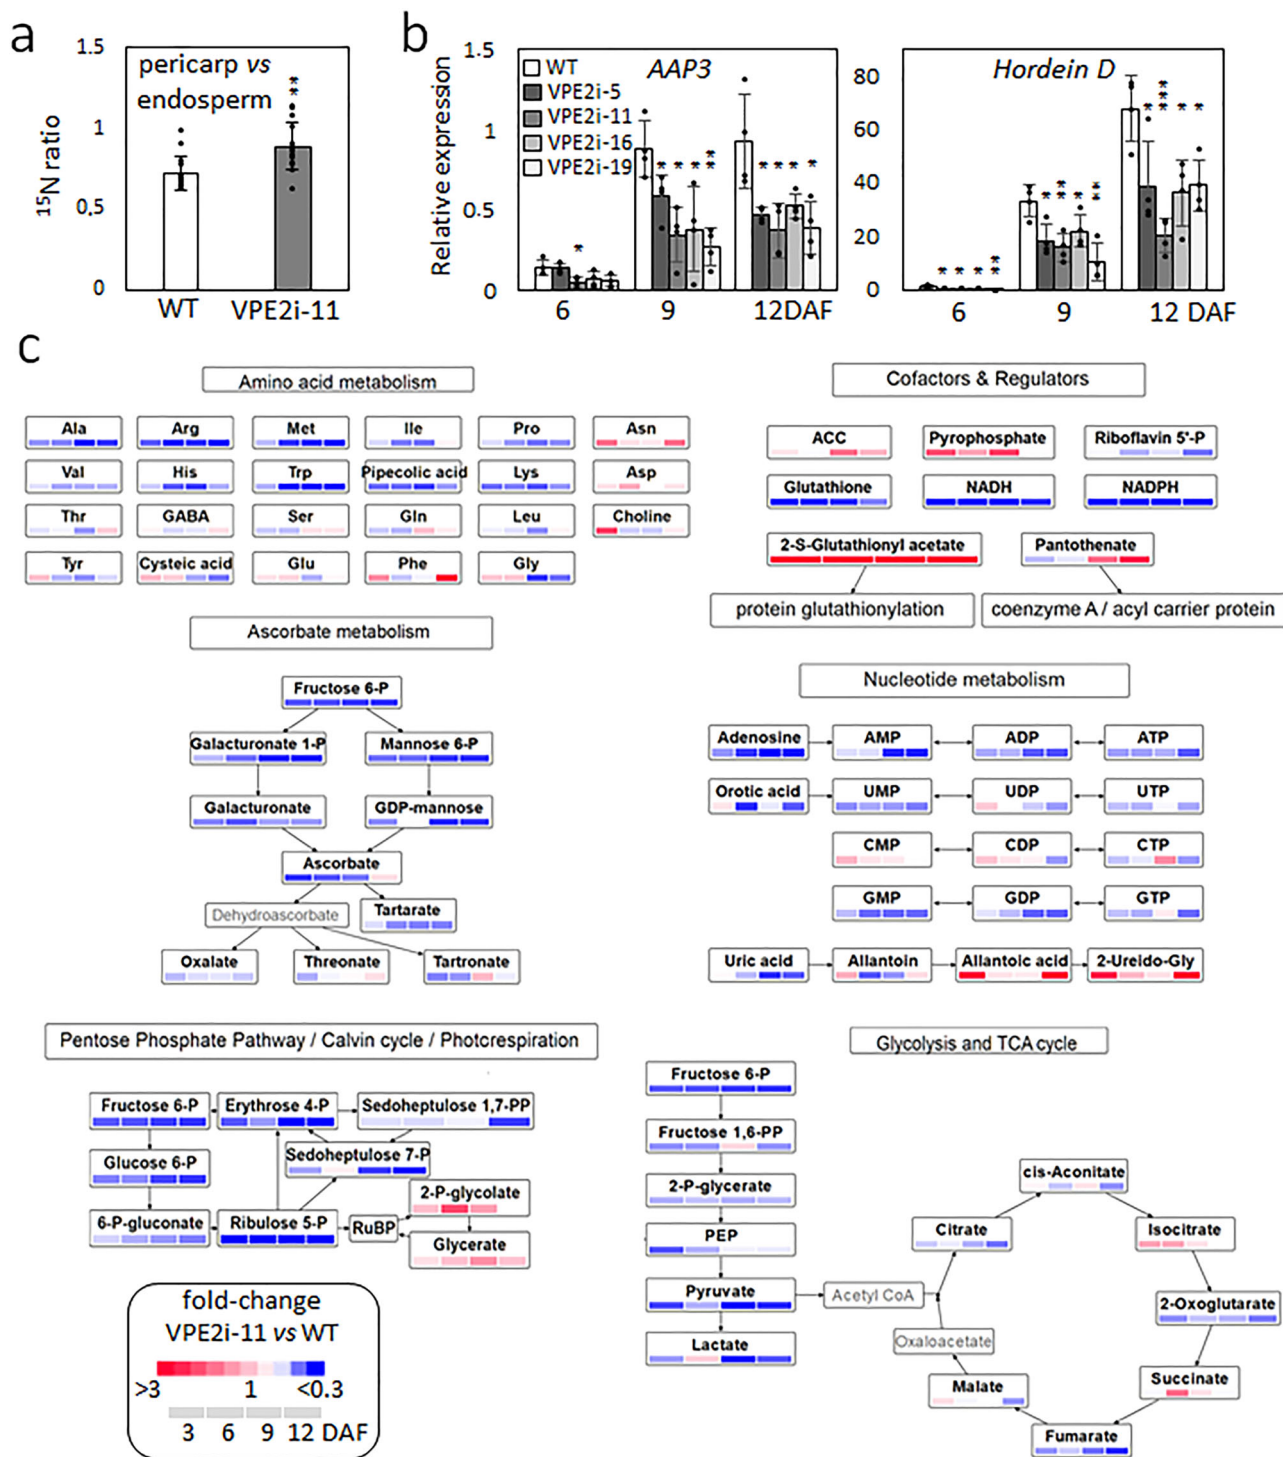 a
1.5
1
0,5
0
15N ratio
pericarp vs
endosperm
**
WT
VPE2i-11
b
1.5
1
0.5
0
Relative expression
AAP3
WT
VPE2i-5
VPE2i-11
VPE2i-16
VPE2i-19
6
9
12DAF
Hordein D
80
60
40
20
0
6
9
12 DAF
c
Amino acid metabolism
Ala
Arg
Met
Ile
Pro
Asn
Val
His
Trp
Pipecolic acid
Lys
Asp
Thr
GABA
Ser
Gln
Leu
Choline
Tyr
Cysteic acid
Glu
Phe
Gly
Cofactors & Regulators
ACC
Pyrophosphate
Riboflavin 5'-P
Glutathione
NADH
NADPH
2-S-Glutathionyl acetate
Pantothenate
protein glutathionylation
coenzyme A / acyl carrier protein
Ascorbate metabolism
Fructose 6-P
Galacturonate 1-P
Mannose 6-P
Galacturonate
GDP-mannose
Ascorbate
Dehydroascorbate
Tartarate
Oxalate
Threonate
Tartronate
Nucleotide metabolism
Adenosine
AMP
ADP
ATP
Orotic acid
UMP
UDP
UTP
CMP
CDP
CTP
GMP
GDP
GTP
Uric acid
Allantoin
Allantoic acid
2-Ureido-Gly
Pentose Phosphate Pathway / Calvin cycle / Photorespiration
Fructose 6-P
Erythrose 4-P
Sedoheptulose 1,7-PP
Glucose 6-P
Sedoheptulose 7-P
2-P-glycolate
6-P-gluconate
Ribulose 5-P
RuBP
Glycerate
fold-change
VPE2i-11 vs WT
>3
1
<0.3
3
6
9
12 DAF
Glycolysis and TCA cycle
Fructose 6-P
Fructose 1,6-PP
2-P-glycerate
PEP
Pyruvate
Lactate
Acetyl CoA
Oxaloacetate
Citrate
cis-Aconitate
Isocitrate
2-Oxoglutarate
Succinate
Fumarate
Malate